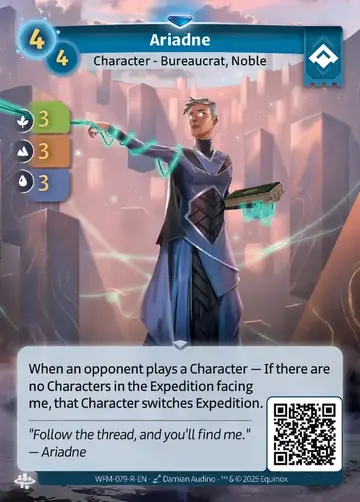 4
4
Ariadne
Character - Bureaucrat, Noble
3
3
3
When an opponent plays a Character — If there are
no Characters in the Expedition facing
me, that Character switches Expedition.
"Follow the thread, and you'll find me."
— Ariadne
WFM-079-R-EN - Damian Audino - ™& © 2025 Equinox